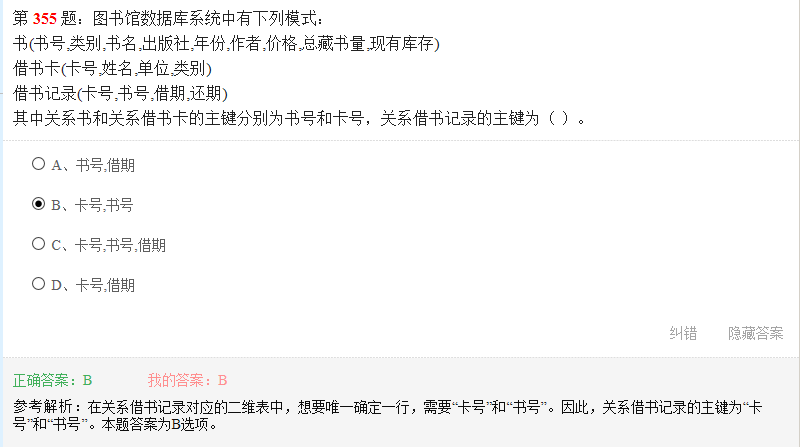 第 355 题：图书馆数据库系统中有下列模式：
书(书号,类别,书名,出版社,年份,作者,价格,总藏书量,现有库存)
借书卡(卡号,姓名,单位,类别)
借书记录(卡号,书号,借期,还期)
其中关系书和关系借书卡的主键分别为书号和卡号，关系借书记录的主键为（ ）。
A、书号,借期
B、卡号,书号
C、卡号,书号,借期
D、卡号,借期
纠错 隐藏答案
正确答案：B 我的答案：B
参考解析：在关系借书记录对应的二维表中，想要唯一确定一行，需要“卡号”和“书号”。因此，关系借书记录的主键为“卡
号”和“书号”。本题答案为B选项。